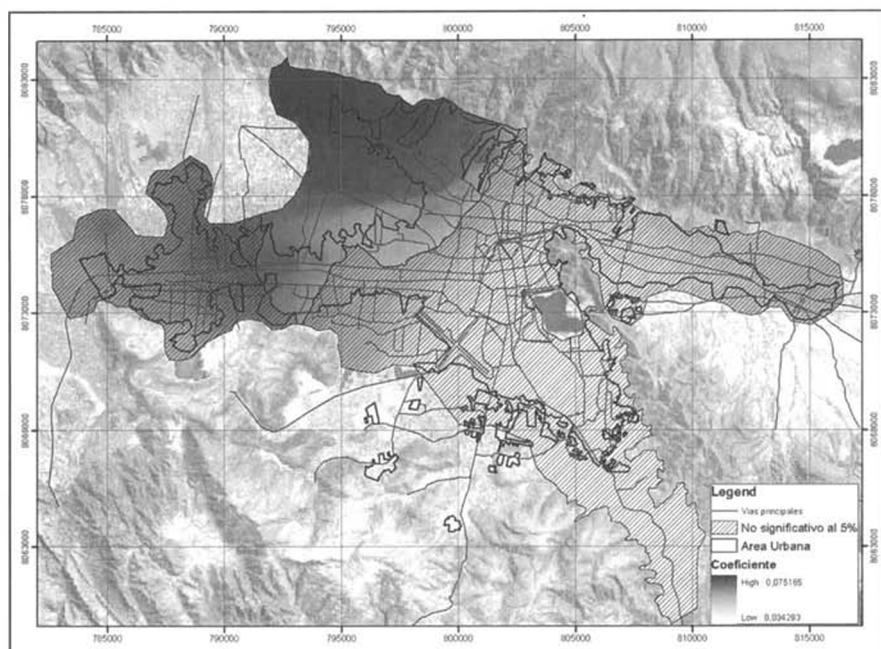 785000 790000 795000 800000 805000 810000 815000
8083000 8083000
8078000 8078000
8073000 8073000
8068000 8068000
8063000 8063000
Legend
Vias principales
No significativo al 5%
Area Urbana
Coeficiente
High 0,075165
Low 0,034293
785000 790000 795000 800000 805000 810000 815000